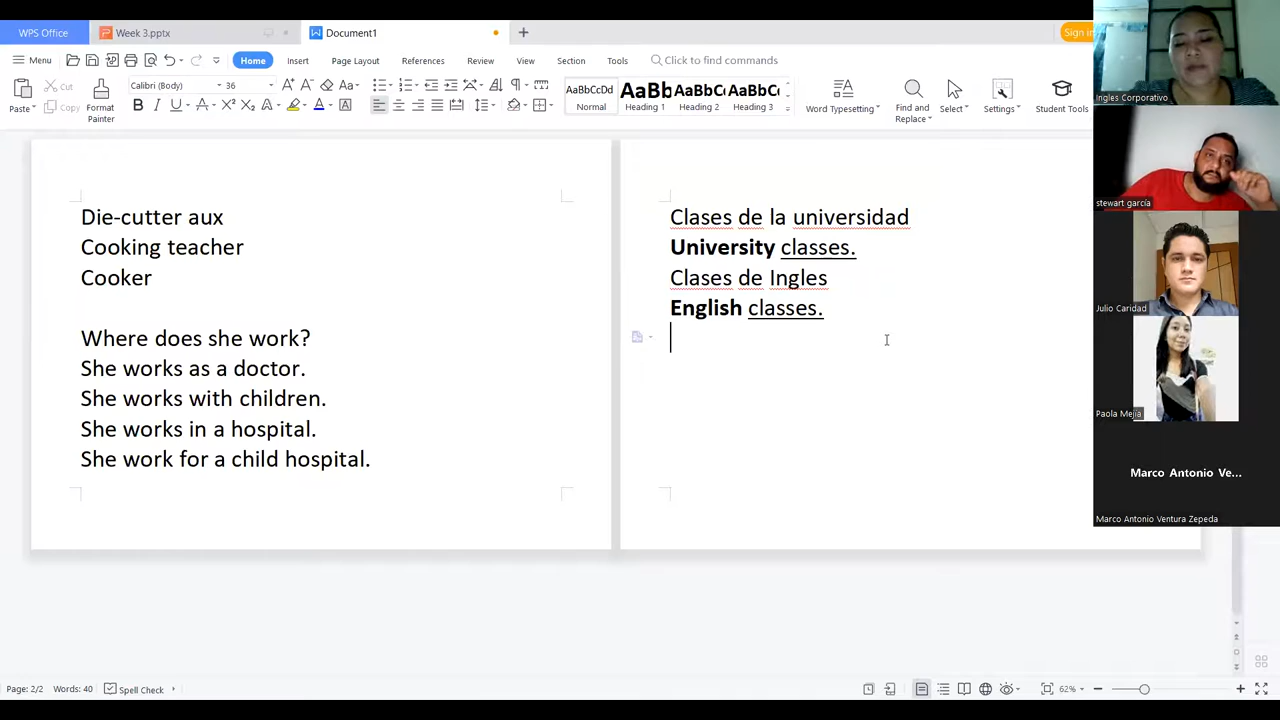 WPS Office
Week 3.pptx
Document1
Sign in
Menu
Home
Insert
Page Layout
References
Review
View
Section
Tools
Click to find commands
Paste
Cut
Copy
Format Painter
Calibri (Body)
36
AaBbCcDd
Normal
AaBb
Heading 1
AaBbC
Heading 2
AaBbC
Heading 3
Word Typesetting
Find and Replace
Select
Settings
Student Tools
Die-cutter aux
Cooking teacher
Cooker
Where does she work?
She works as a doctor.
She works with children.
She works in a hospital.
She work for a child hospital.
Clases de la universidad
University classes.
Clases de Ingles
English classes.
Ingles Corporativo
stewart garcía
Julio Caridad
Paola Mejía
Marco Antonio Ve...
Marco Antonio Ventura Zepeda
Page: 2/2
Words: 40
Spell Check
62%